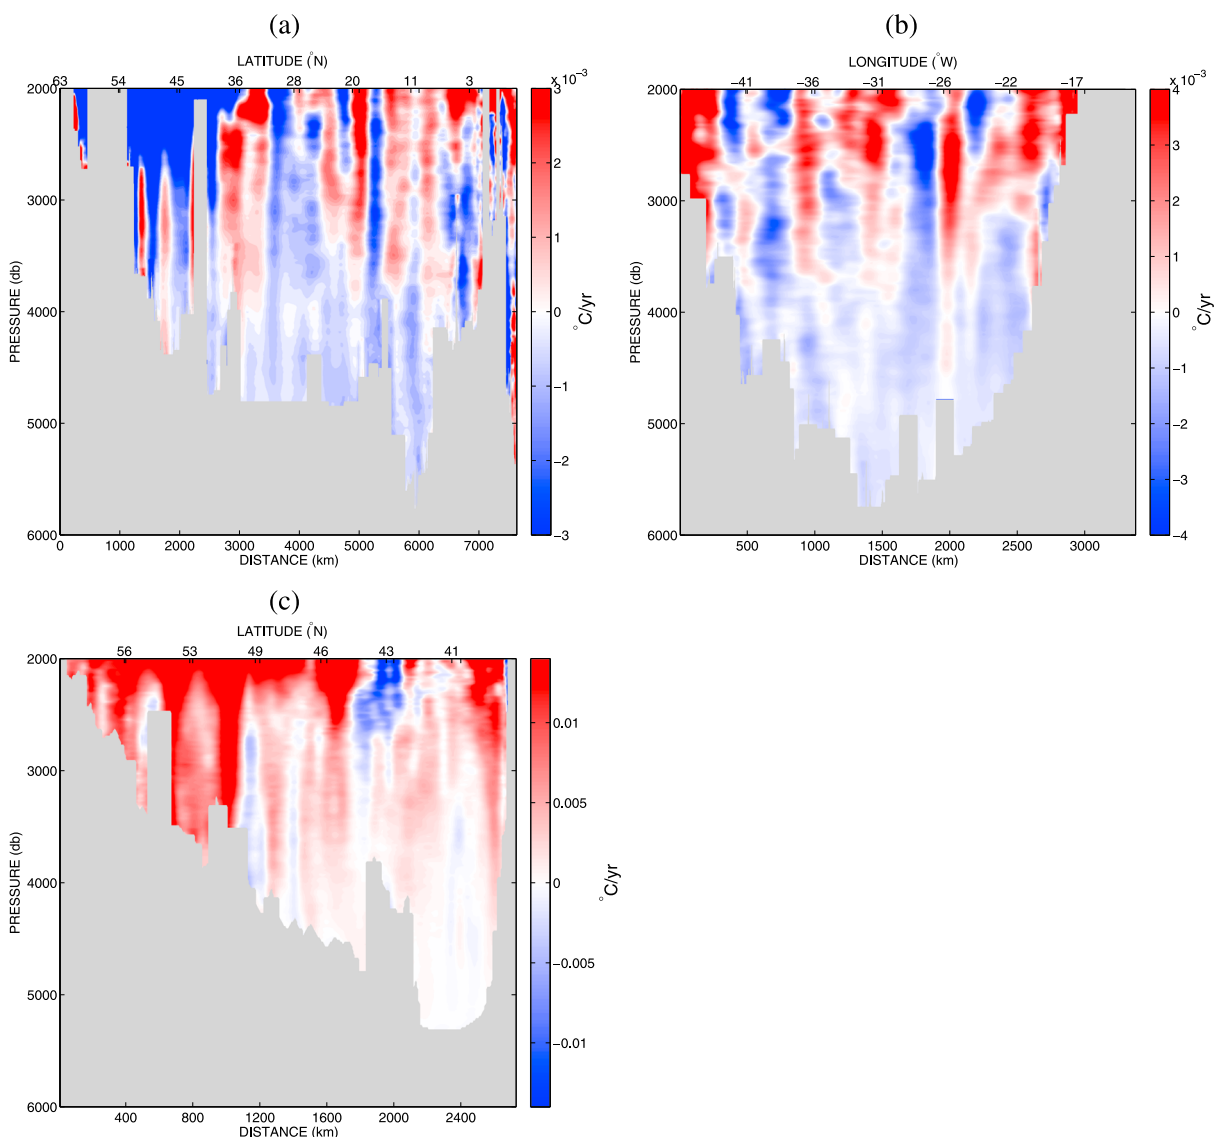 (a)
LATITUDE (°N)
63 54 45 36 28 20 11 3
x 10⁻³
2000 3000 4000 5000 6000
PRESSURE (db)
0 1000 2000 3000 4000 5000 6000 7000
DISTANCE (km)
3 2 1 0 −1 −2 −3
°C/yr
(b)
LONGITUDE (°W)
−41 −36 −31 −26 −22 −17
x 10⁻³
2000 3000 4000 5000 6000
PRESSURE (db)
500 1000 1500 2000 2500 3000
DISTANCE (km)
4 3 2 1 0 −1 −2 −3 −4
°C/yr
(c)
LATITUDE (°N)
56 53 49 46 43 41
2000 3000 4000 5000 6000
PRESSURE (db)
400 800 1200 1600 2000 2400
DISTANCE (km)
0.01 0.005 0 −0.005 −0.01
°C/yr